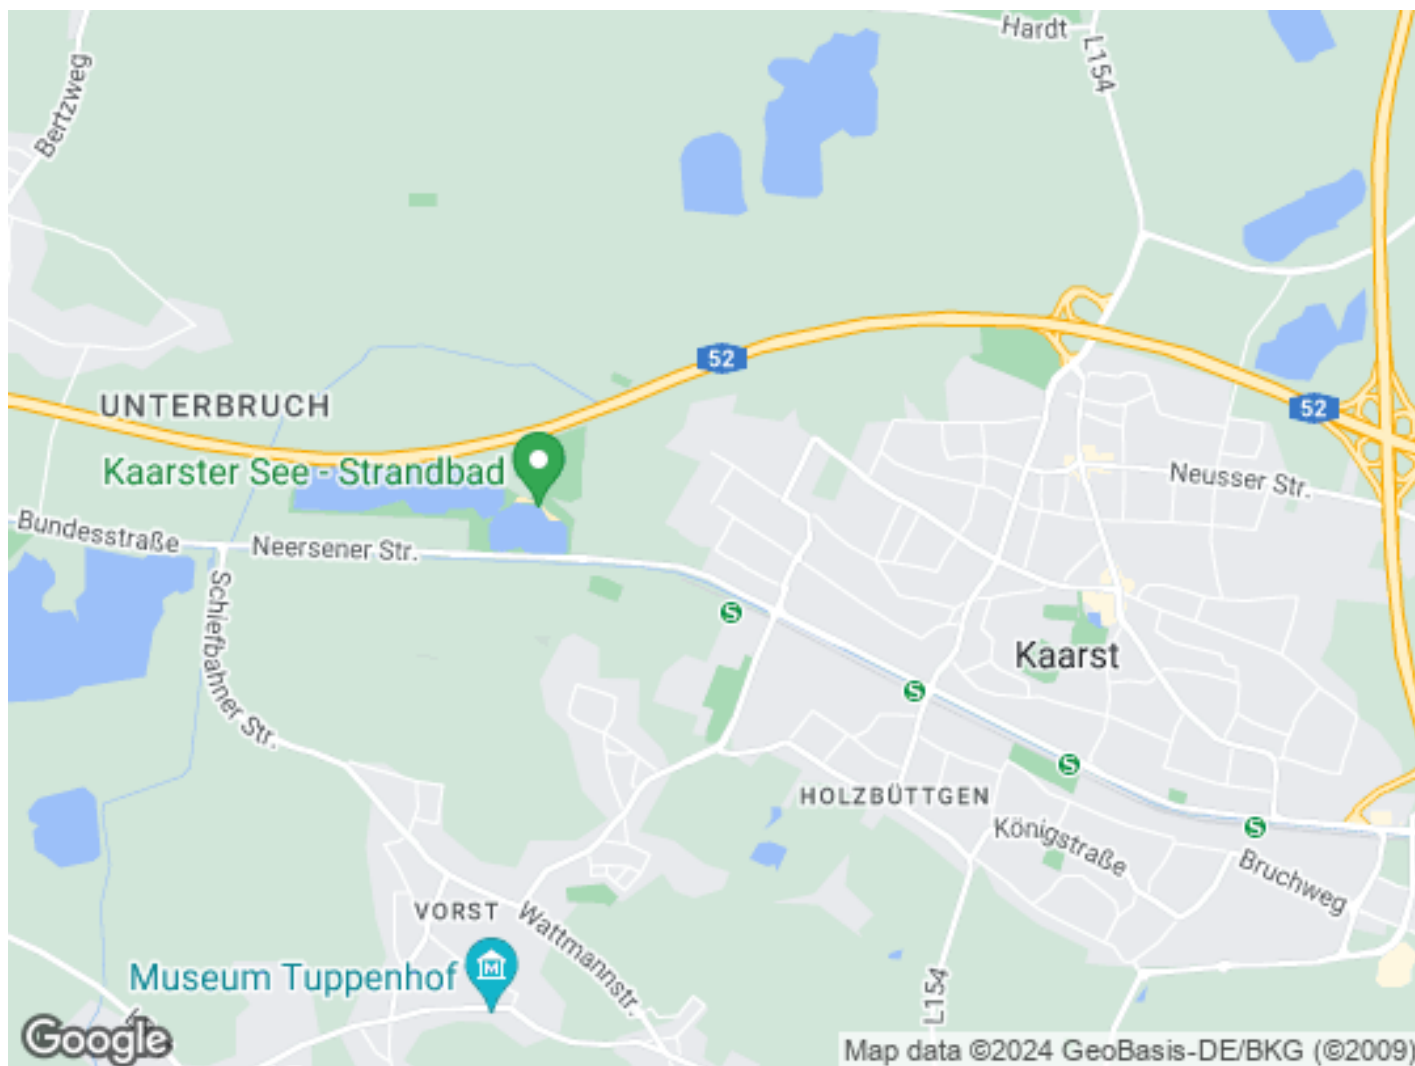 Hardt
L154
Bertzweg
52
UNTERBRUCH
52
Kaarster See - Strandbad
Neusser Str.
Bundesstraße
Neersener Str.
Schiefbahner Str.
S
Kaarst
S
S
HOLZBÜTTGEN
S
Königstraße
Bruchweg
VORST
Wattmannstr.
Museum Tuppenhof
M
L154
Google
Map data ©2024 GeoBasis-DE/BKG (©2009)